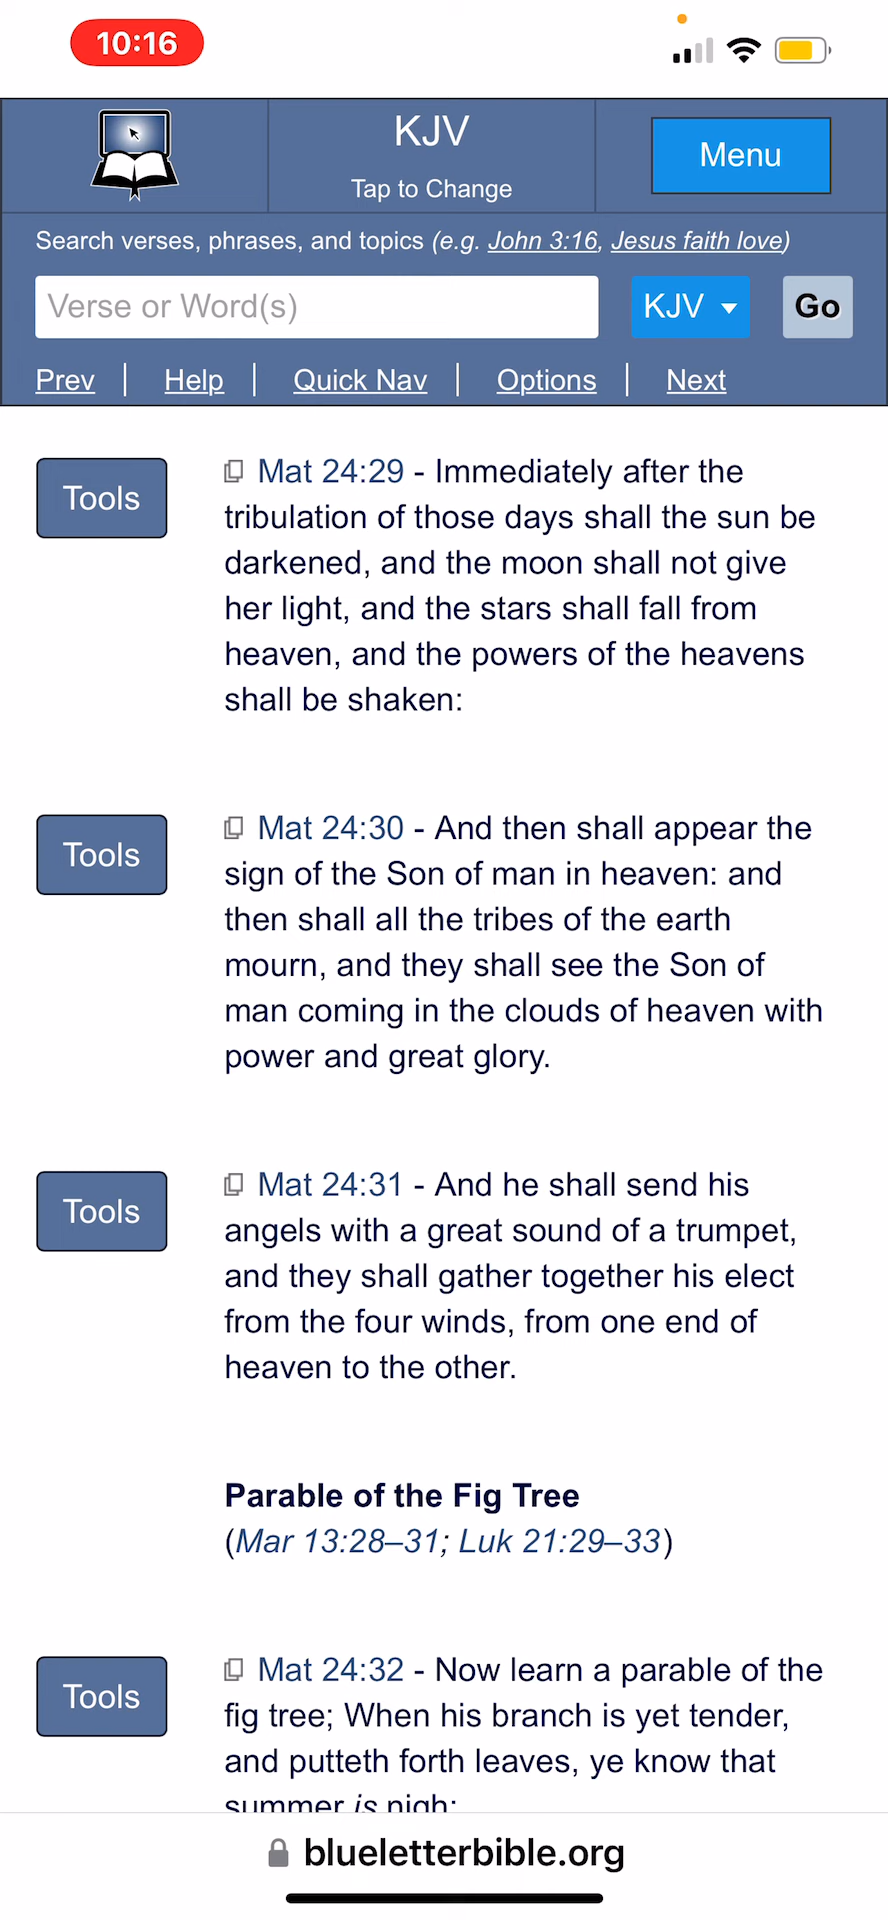 10:16
KJV
Tap to Change
Menu
Search verses, phrases, and topics (e.g. John 3:16, Jesus faith love)
Verse or Word(s)
KJV
Go
Prev | Help | Quick Nav | Options | Next
Tools
Mat 24:29 - Immediately after the
tribulation of those days shall the sun be
darkened, and the moon shall not give
her light, and the stars shall fall from
heaven, and the powers of the heavens
shall be shaken:
Tools
Mat 24:30 - And then shall appear the
sign of the Son of man in heaven: and
then shall all the tribes of the earth
mourn, and they shall see the Son of
man coming in the clouds of heaven with
power and great glory.
Tools
Mat 24:31 - And he shall send his
angels with a great sound of a trumpet,
and they shall gather together his elect
from the four winds, from one end of
heaven to the other.
Parable of the Fig Tree
(Mar 13:28–31; Luk 21:29–33)
Tools
Mat 24:32 - Now learn a parable of the
fig tree; When his branch is yet tender,
and putteth forth leaves, ye know that
summer is nigh:
blueletterbible.org